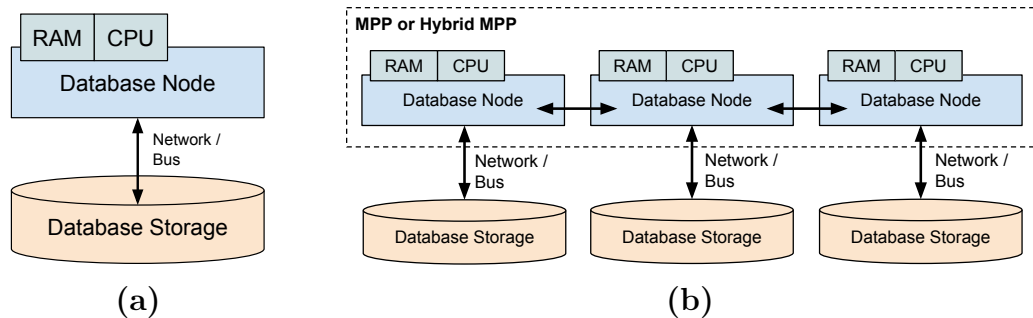 RAM CPU
Database Node
Network /
Bus
Database Storage
(a)
MPP or Hybrid MPP
RAM CPU RAM CPU RAM CPU
Database Node Database Node Database Node
Network / Network / Network /
Bus Bus Bus
Database Storage Database Storage Database Storage
(b)